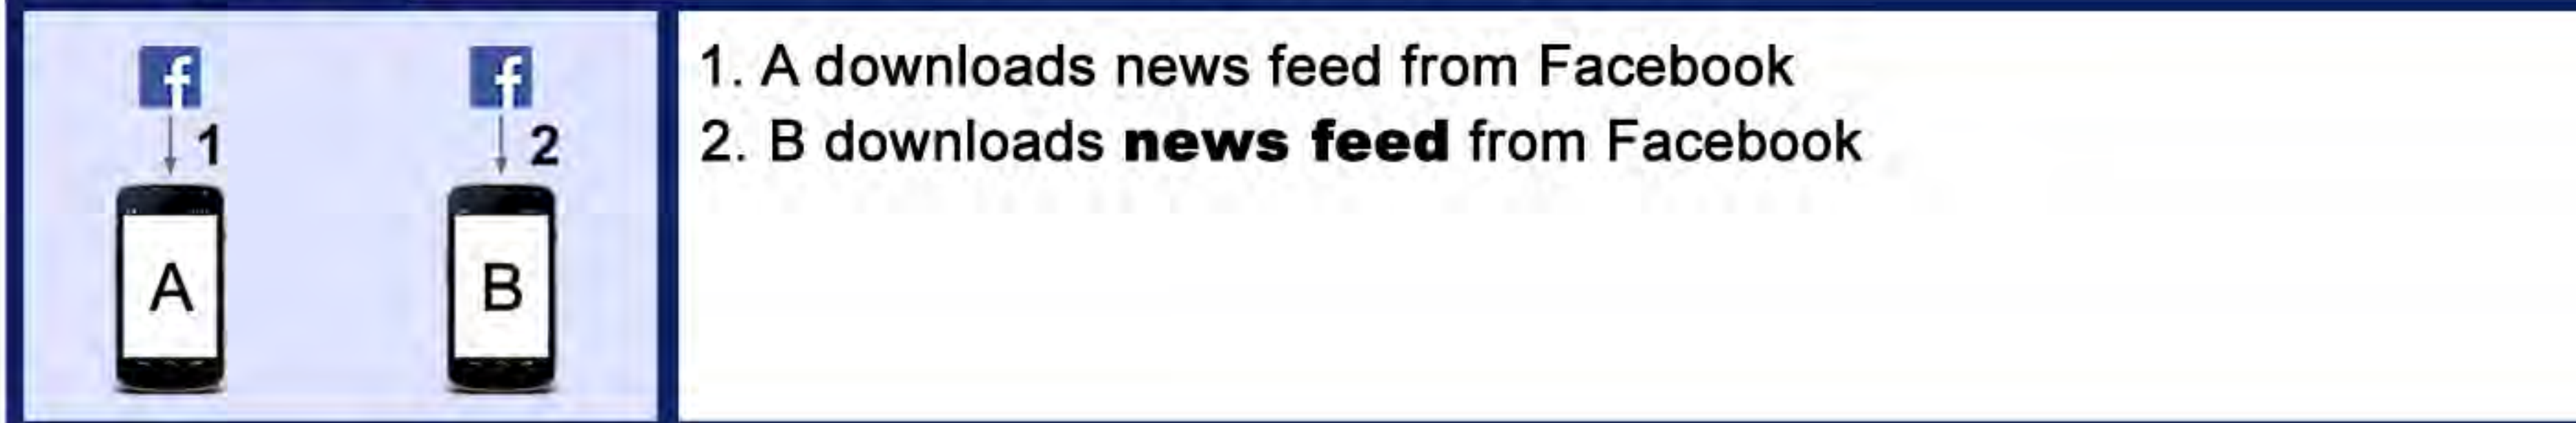 f
f
1
2
A
B
1. A downloads news feed from Facebook
2. B downloads news feed from Facebook